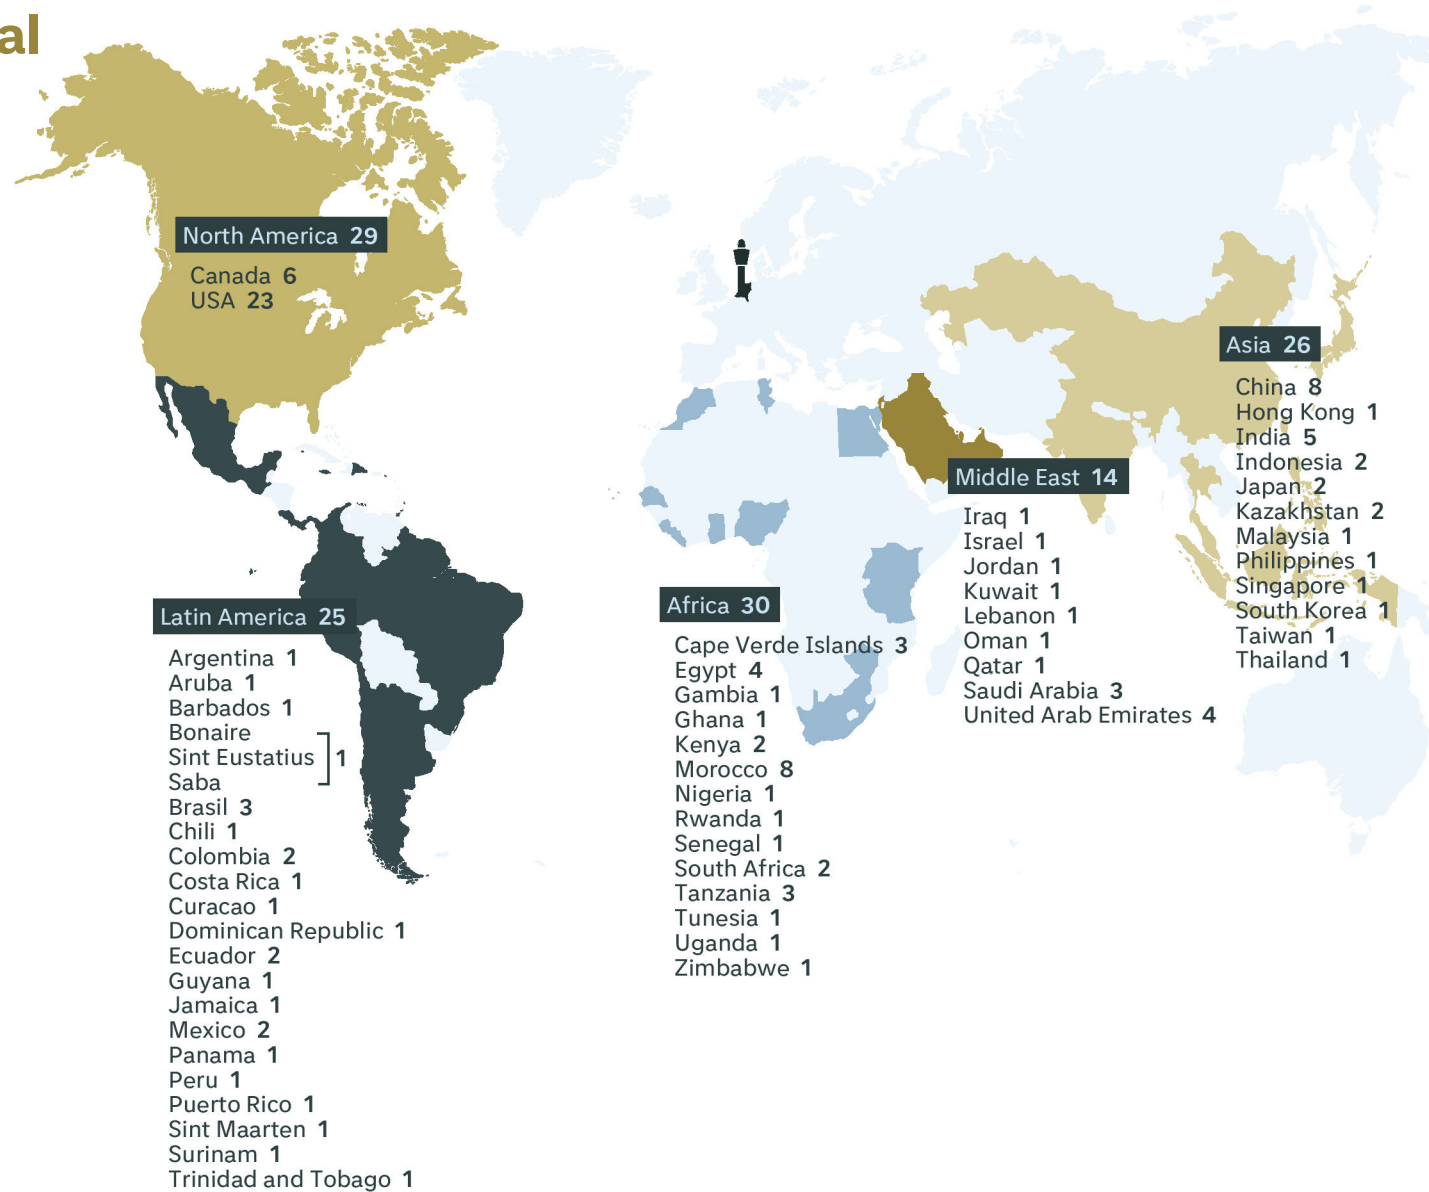 al
North America 29
Canada 6
USA 23
Latin America 25
Argentina 1
Aruba 1
Barbados 1
Bonaire
Sint Eustatius 1
Saba
Brasil 3
Chili 1
Colombia 2
Costa Rica 1
Curacao 1
Dominican Republic 1
Ecuador 2
Guyana 1
Jamaica 1
Mexico 2
Panama 1
Peru 1
Puerto Rico 1
Sint Maarten 1
Surinam 1
Trinidad and Tobago 1
Africa 30
Cape Verde Islands 3
Egypt 4
Gambia 1
Ghana 1
Kenya 2
Morocco 8
Nigeria 1
Rwanda 1
Senegal 1
South Africa 2
Tanzania 3
Tunesia 1
Uganda 1
Zimbabwe 1
Middle East 14
Iraq 1
Israel 1
Jordan 1
Kuwait 1
Lebanon 1
Oman 1
Qatar 1
Saudi Arabia 3
United Arab Emirates 4
Asia 26
China 8
Hong Kong 1
India 5
Indonesia 2
Japan 2
Kazakhstan 2
Malaysia 1
Philippines 1
Singapore 1
South Korea 1
Taiwan 1
Thailand 1